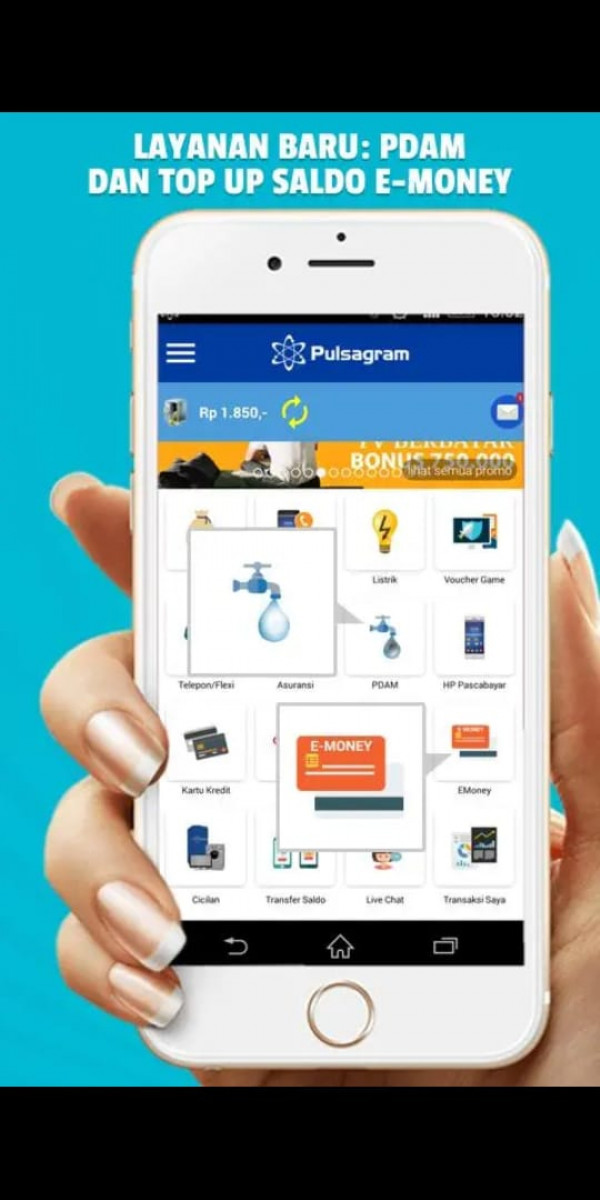 LAYANAN BARU: PDAM
DAN TOP UP SALDO E-MONEY
Pulsagram
Rp 1.850,-
TV BERBAYAR
BONUS 750.000
lihat semua promo
Listrik
Voucher Game
Telepon/Flexi
Asuransi
PDAM
HP Pascabayar
E-MONEY
E-MONEY
Kartu Kredit
EMoney
Cicilan
Transfer Saldo
Live Chat
Transaksi Saya